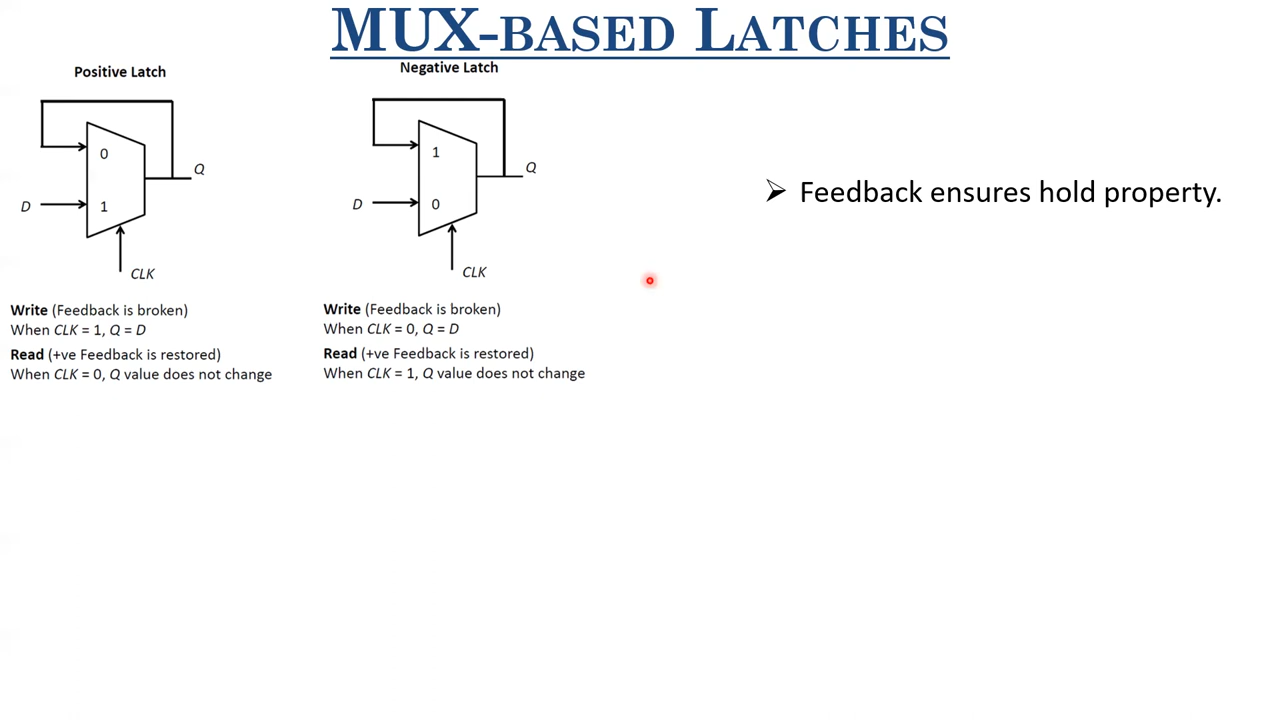 MUX-BASED LATCHES
Positive Latch
0
Q
D
1
CLK
Write (Feedback is broken)
When CLK = 1, Q = D
Read (+ve Feedback is restored)
When CLK = 0, Q value does not change
Negative Latch
1
Q
D
0
CLK
Write (Feedback is broken)
When CLK = 0, Q = D
Read (+ve Feedback is restored)
When CLK = 1, Q value does not change
➢ Feedback ensures hold property.